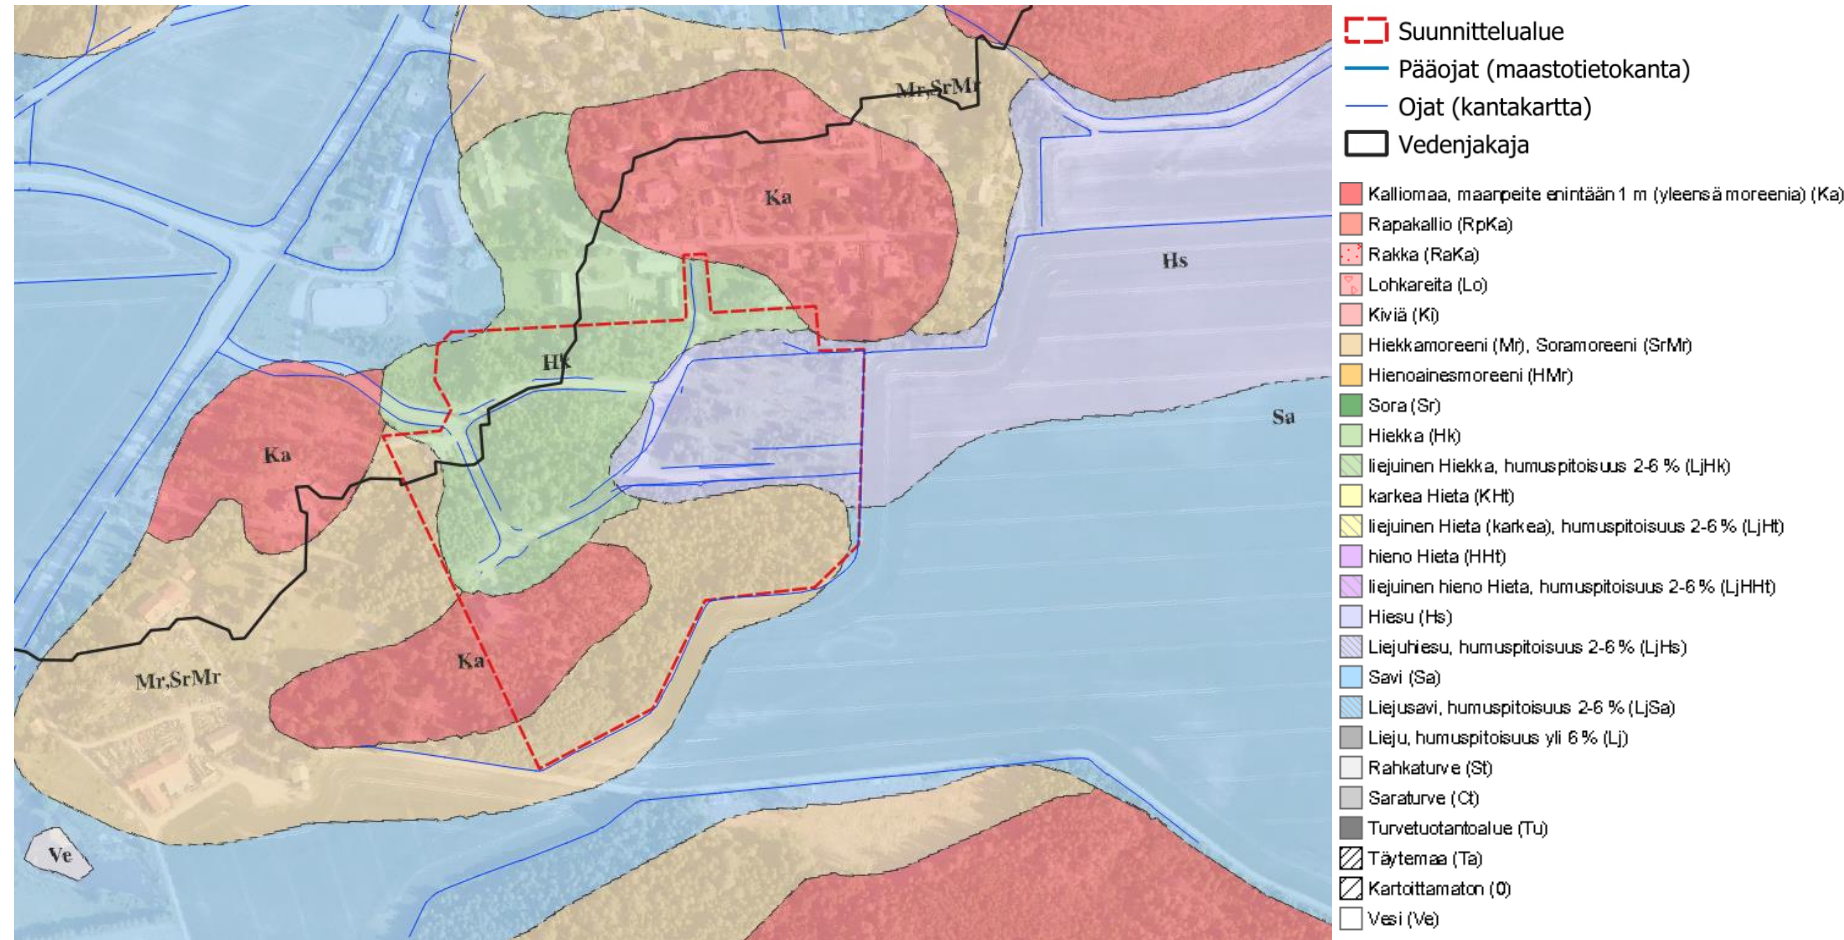 Mr,SrMr
Ka
Hs
Hk
Sa
Ka
Ka
Mr,SrMr
Ve
Suunnittelualue
Pääojat (maastotietokanta)
Ojat (kantakartta)
Vedenjakaja
Kalliomaa, maanpeite enintään 1 m (yleensä moreenia) (Ka)
Rapakallio (RpKa)
Rakka (RaKa)
Lohkareita (Lo)
Kiviä (Ki)
Hiekkamoreeni (Mr), Soramoreeni (SrMr)
Hienoainesmoreeni (HMr)
Sora (Sr)
Hiekka (Hk)
liejuinen Hiekka, humuspitoisuus 2-6 % (LjHk)
karkea Hieta (KHt)
liejuinen Hieta (karkea), humuspitoisuus 2-6 % (LjHt)
hieno Hieta (HHt)
liejuinen hieno Hieta, humuspitoisuus 2-6 % (LjHHt)
Hiesu (Hs)
Liejuhiesu, humuspitoisuus 2-6 % (LjHs)
Savi (Sa)
Liejusavi, humuspitoisuus 2-6 % (LjSa)
Lieju, humuspitoisuus yli 6 % (Lj)
Rahkaturve (St)
Saraturve (Ct)
Turvetuotantoalue (Tu)
Täytemaa (Ta)
Kartoittamaton (0)
Vesi (Ve)